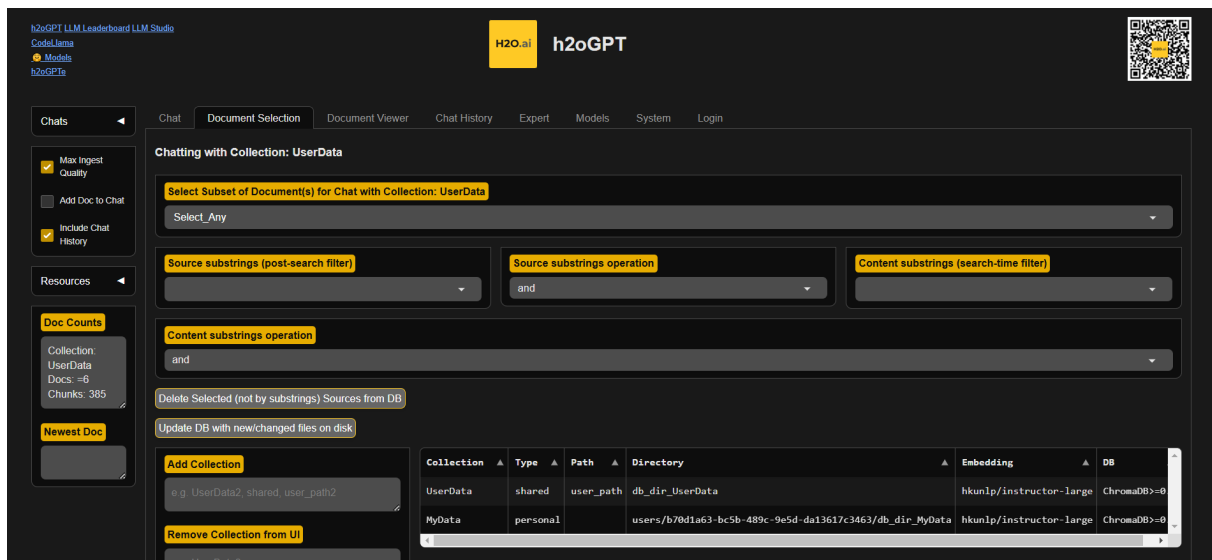 h2oGPT LLM Leaderboard LLM Studio
CodeLlama
🤗 Models
h2oGPTe
H2O.ai
h2oGPT
Chats
Max Ingest
Quality
Add Doc to Chat
Include Chat
History
Resources
Doc Counts
Collection:
UserData
Docs: =6
Chunks: 385
Newest Doc
Chat Document Selection Document Viewer Chat History Expert Models System Login
Chatting with Collection: UserData
Select Subset of Document(s) for Chat with Collection: UserData
Select_Any
Source substrings (post-search filter)
Source substrings operation
and
Content substrings (search-time filter)
Content substrings operation
and
Delete Selected (not by substrings) Sources from DB
Update DB with new/changed files on disk
Add Collection
e.g. UserData2, shared, user_path2
Remove Collection from UI
Collection Type Path Directory Embedding DB
UserData shared user_path db_dir_UserData hkunlp/instructor-large ChromaDB>=0
MyData personal users/b70d1a63-bc5b-489c-9e5d-da13617c3463/db_dir_MyData hkunlp/instructor-large ChromaDB>=0